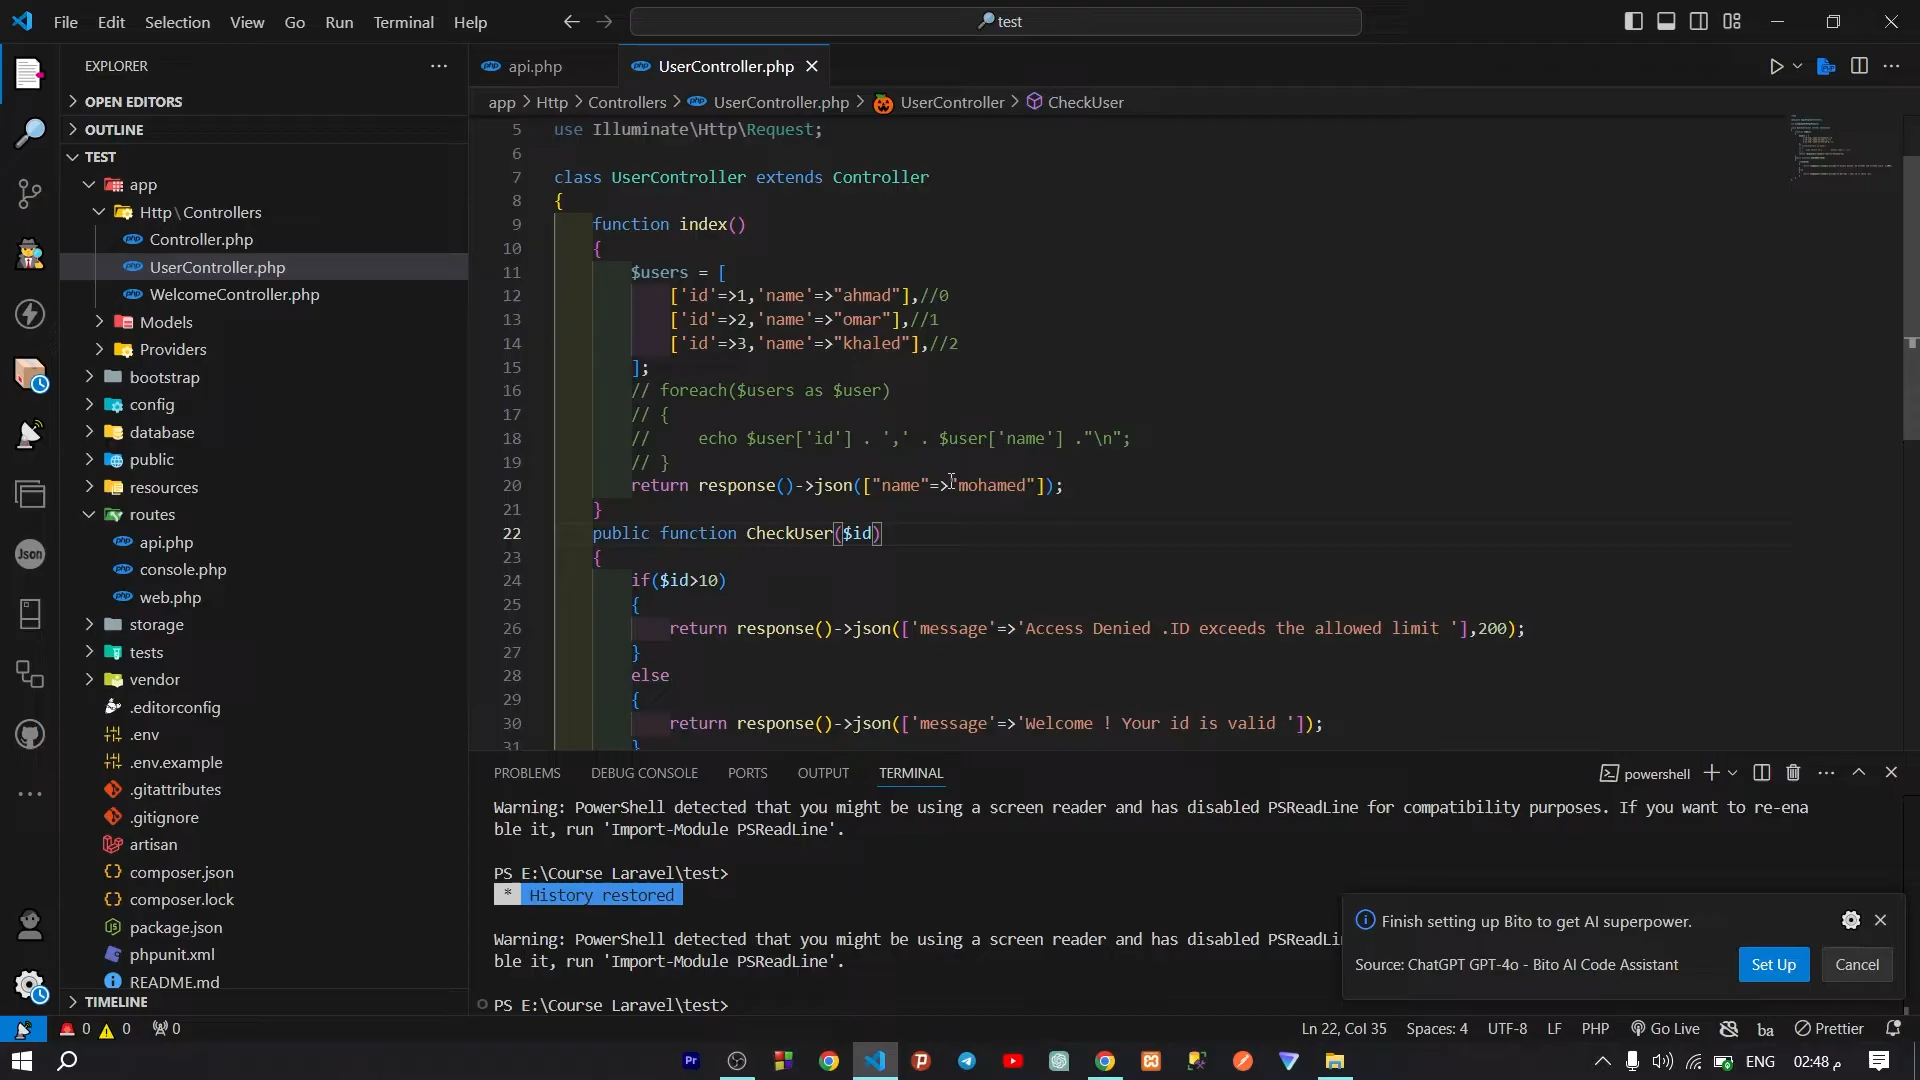 File Edit Selection View Go Run Terminal Help
test
EXPLORER
OPEN EDITORS
OUTLINE
TEST
app
Http \ Controllers
Controller.php
UserController.php
WelcomeController.php
Models
Providers
bootstrap
config
database
public
resources
routes
api.php
console.php
web.php
storage
tests
vendor
.editorconfig
.env
.env.example
.gitattributes
.gitignore
artisan
composer.json
composer.lock
package.json
phpunit.xml
README.md
TIMELINE
Json
api.php
UserController.php
app > Http > Controllers > UserController.php > UserController > CheckUser
5 use Illuminate\Http\Request;
6
7 class UserController extends Controller
8 {
9 function index()
10 {
11 $users = [
12 ['id'=>1,'name'=>"ahmad"],//0
13 ['id'=>2,'name'=>"omar"],//1
14 ['id'=>3,'name'=>"khaled"],//2
15 ];
16 // foreach($users as $user)
17 // {
18 // echo $user['id'] . ',' . $user['name'] ."\n";
19 // }
20 return response()->json(["name"=>"mohamed"]);
21 }
22 public function CheckUser($id)
23 {
24 if($id>10)
25 {
26 return response()->json(['message'=>'Access Denied .ID exceeds the allowed limit '],200);
27 }
28 else
29 {
30 return response()->json(['message'=>'Welcome ! Your id is valid ']);
31 }
PROBLEMS DEBUG CONSOLE PORTS OUTPUT TERMINAL
powershell
Warning: PowerShell detected that you might be using a screen reader and has disabled PSReadLine for compatibility purposes. If you want to re-ena
ble it, run 'Import-Module PSReadLine'.
PS E:\Course Laravel\test>
* History restored
Warning: PowerShell detected that you might be using a screen reader and has disabled PSReadLi
ble it, run 'Import-Module PSReadLine'.
PS E:\Course Laravel\test>
Finish setting up Bito to get AI superpower.
Source: ChatGPT GPT-4o - Bito AI Code Assistant
Set Up
Cancel
0 0 0
Ln 22, Col 35 Spaces: 4 UTF-8 LF PHP Go Live ba Prettier
Pr
ENG 02:48 م